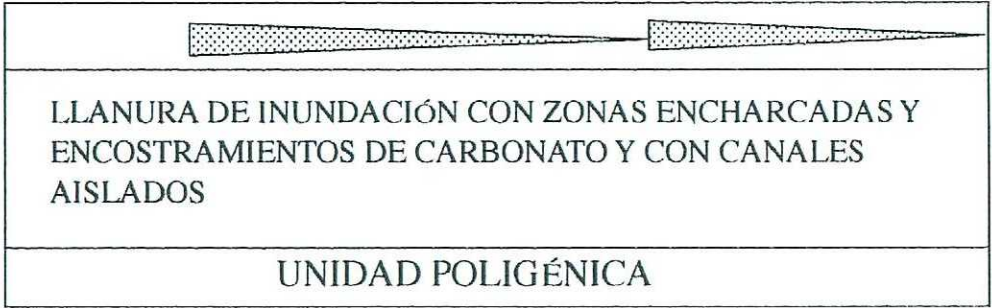 LLANURA DE INUNDACIÓN CON ZONAS ENCHARCADAS Y
ENCOSTRAMIENTOS DE CARBONATO Y CON CANALES
AISLADOS
UNIDAD POLIGÉNICA